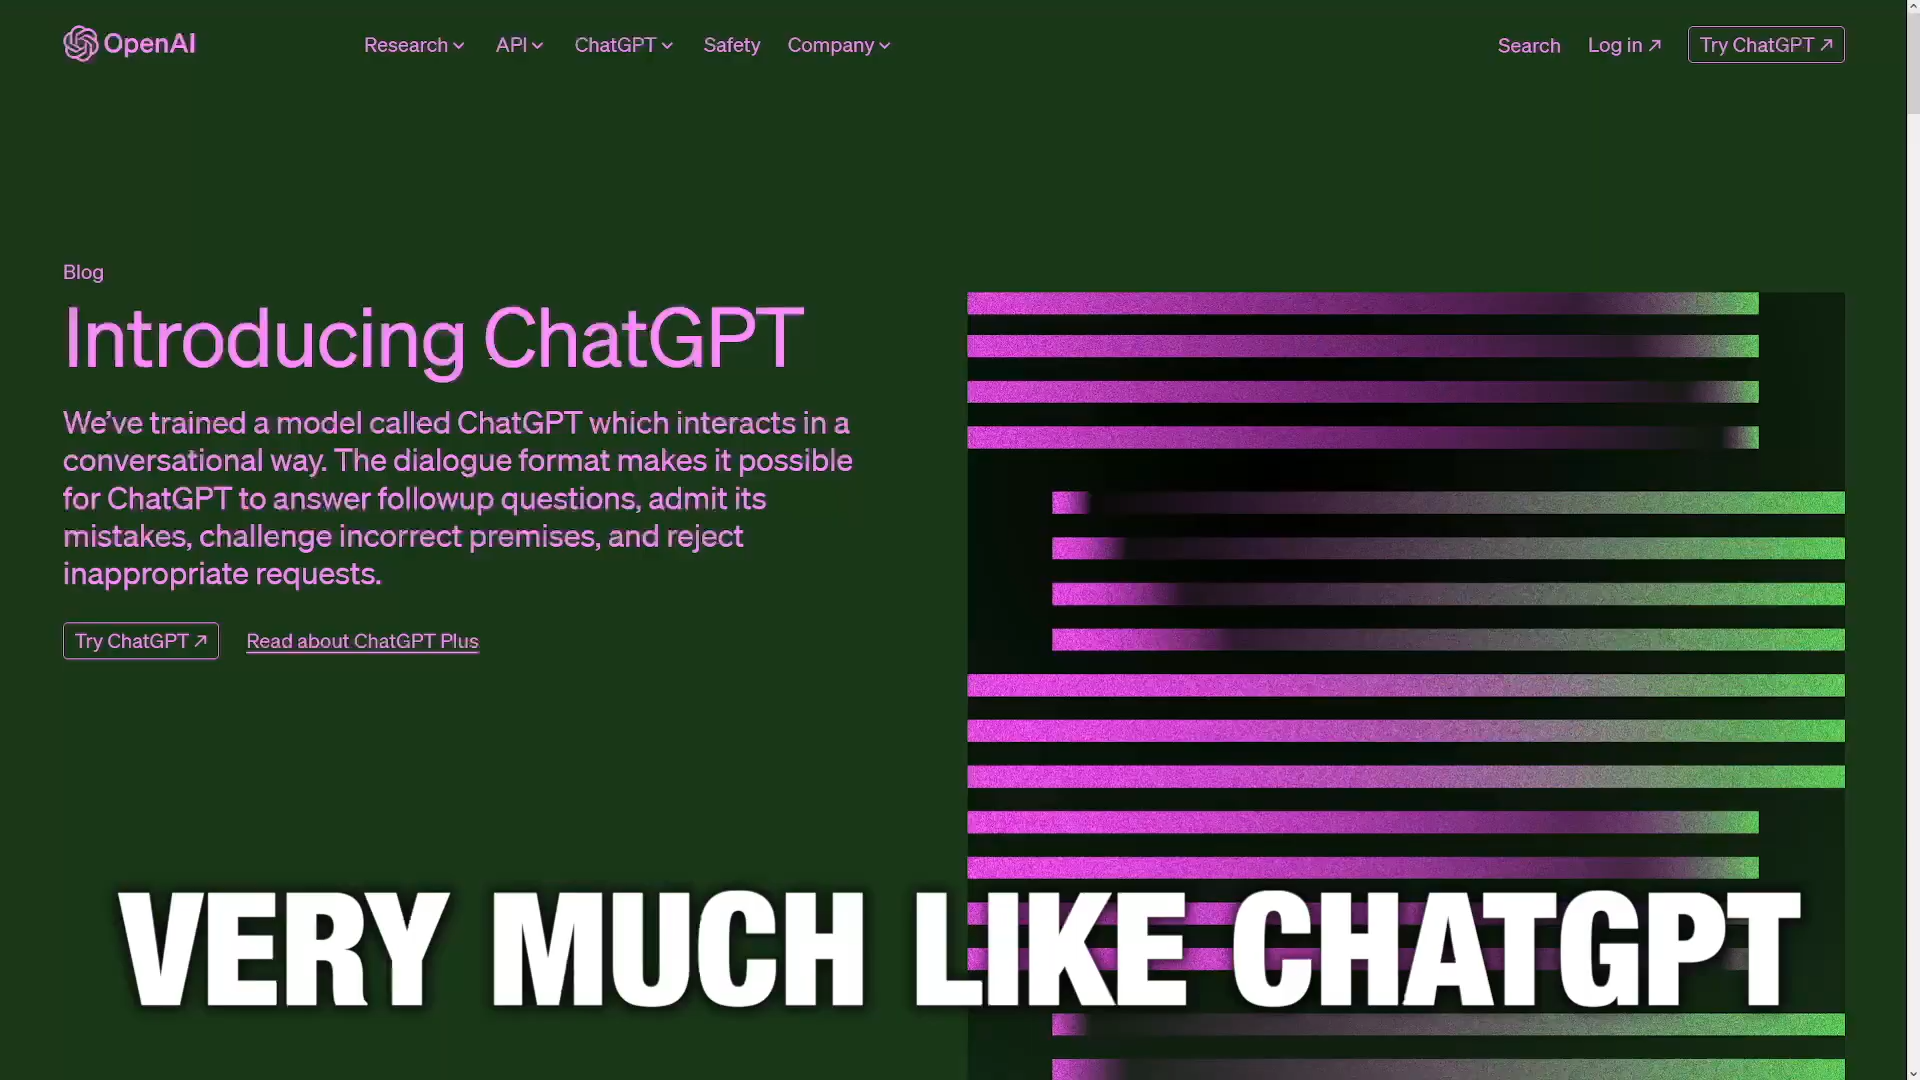 OpenAI
Research API ChatGPT Safety Company
Search Log in ↗ Try ChatGPT ↗
Blog
Introducing ChatGPT
We’ve trained a model called ChatGPT which interacts in a
conversational way. The dialogue format makes it possible
for ChatGPT to answer followup questions, admit its
mistakes, challenge incorrect premises, and reject
inappropriate requests.
Try ChatGPT ↗ Read about ChatGPT Plus
VERY MUCH LIKE CHATGPT